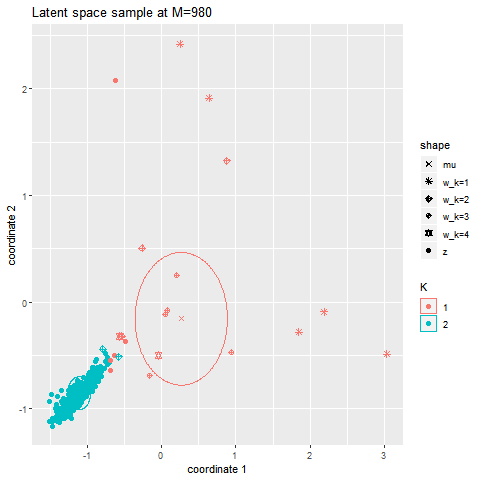 Latent space sample at M=980
coordinate 2
2
1
0
-1
-1
0
1
2
3
coordinate 1
shape
mu
w_k=1
w_k=2
w_k=3
w_k=4
z
K
1
2